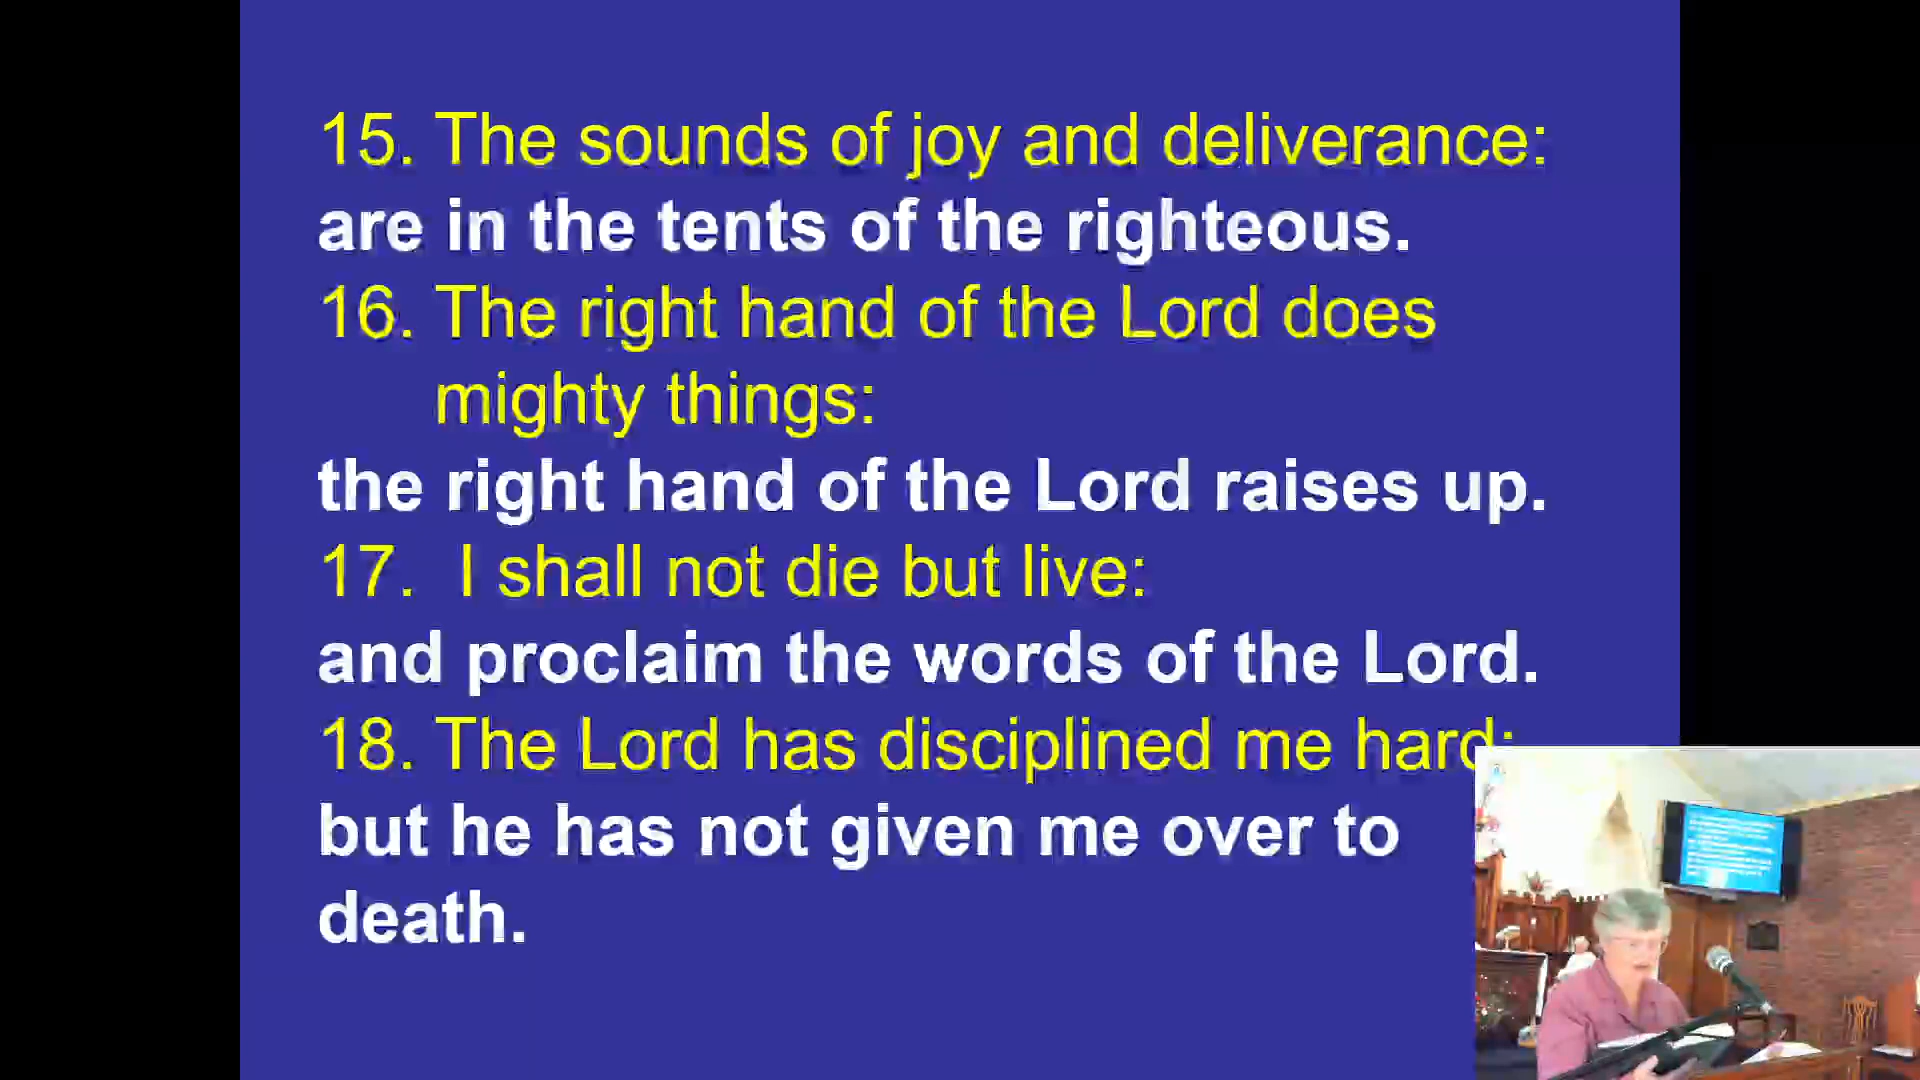 15. The sounds of joy and deliverance:
are in the tents of the righteous.
16. The right hand of the Lord does
mighty things:
the right hand of the Lord raises up.
17. I shall not die but live:
and proclaim the words of the Lord.
18. The Lord has disciplined me hard:
but he has not given me over to
death.